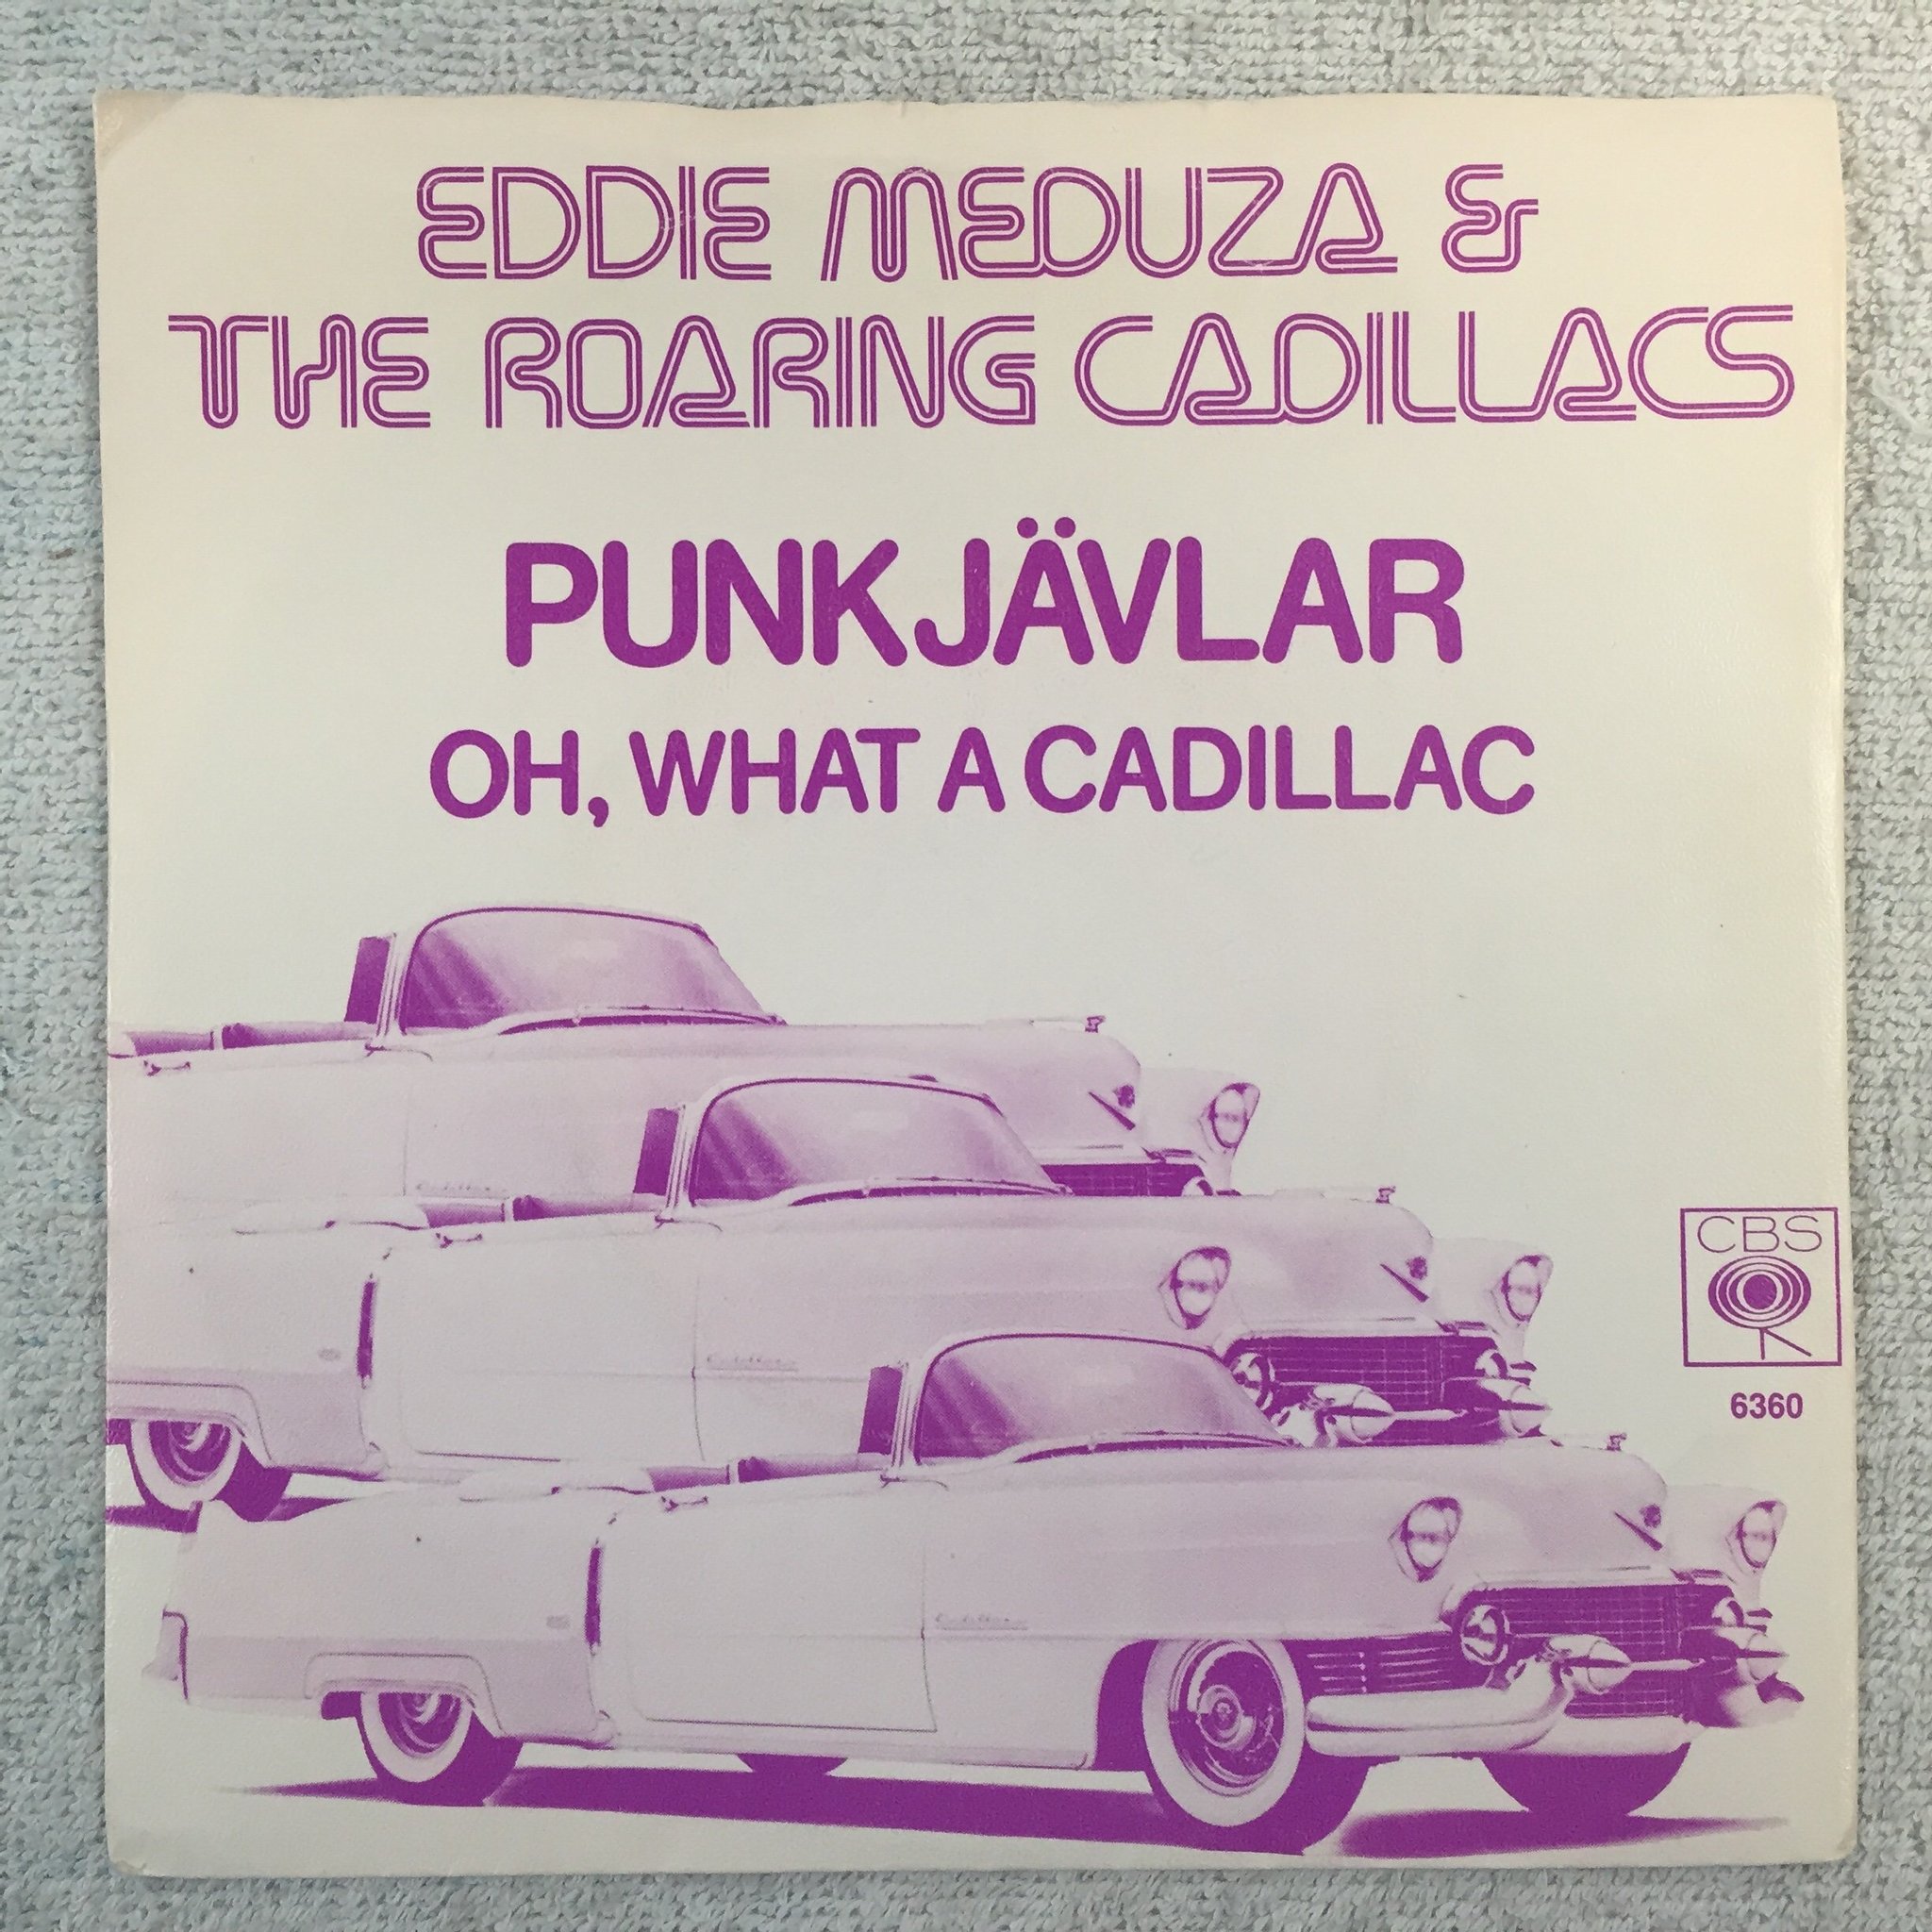 EDDIE MEDUZA &
THE ROARING CADILLACS
PUNKJÄVLAR
OH, WHAT A CADILLAC
CBS
6360